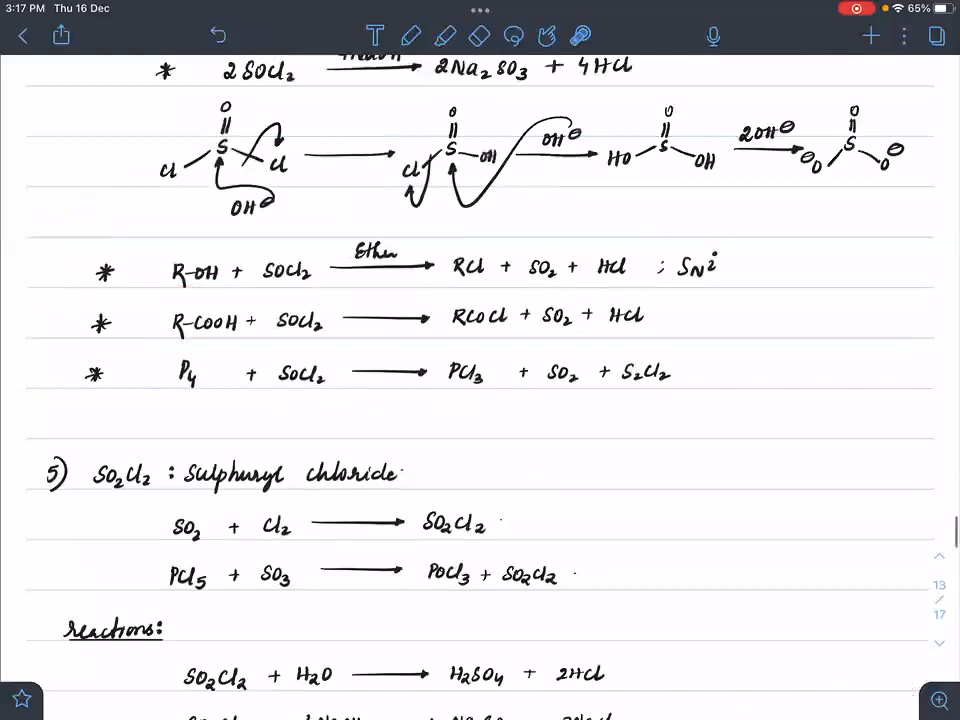 3:17 PM Thu 16 Dec
65%
* 2SOCl2 → 2Na2SO3 + 4HCl
O O O O
Cl S Cl → Cl S OH OH⊖ → HO S OH 2OH⊖ → ⊖O S O⊖
OH⊖
* R-OH + SOCl2 Ether → RCl + SO2 + HCl ; SNi
* R-COOH + SOCl2 → RCOCl + SO2 + HCl
* P4 + SOCl2 → PCl3 + SO2 + S2Cl2
5) SO2Cl2 : Sulphuryl chloride
SO2 + Cl2 → SO2Cl2
PCl5 + SO3 → POCl3 + SO2Cl2
13
/
17
reactions:
SO2Cl2 + H2O → H2SO4 + 2HCl